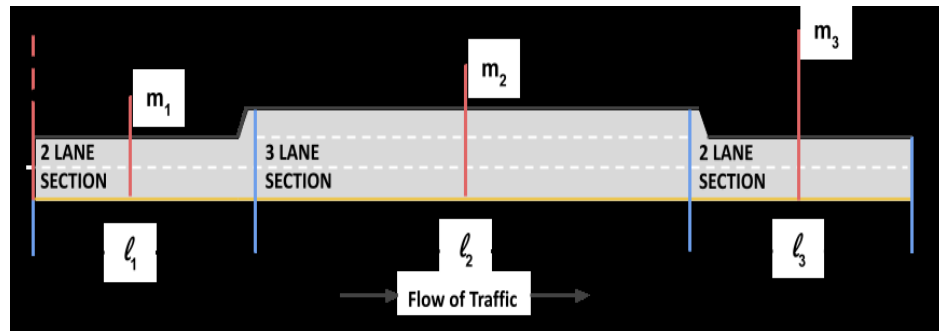 m₁
m₂
m₃
2 LANE
SECTION
3 LANE
SECTION
2 LANE
SECTION
ℓ₁
ℓ₂
ℓ₃
Flow of Traffic